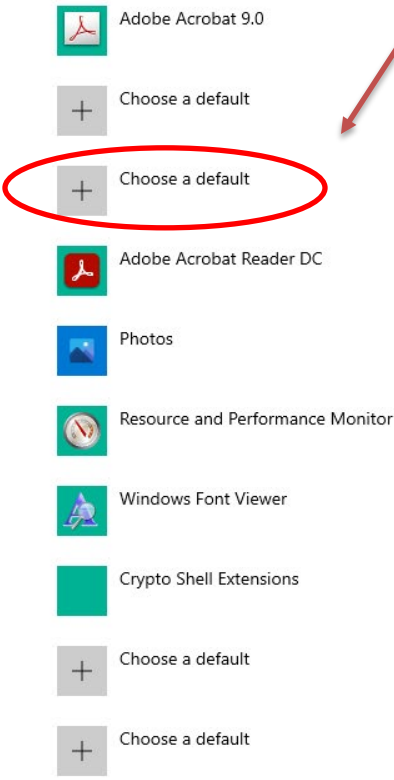 Adobe Acrobat 9.0
Choose a default
Choose a default
Adobe Acrobat Reader DC
Photos
Resource and Performance Monitor
Windows Font Viewer
Crypto Shell Extensions
Choose a default
Choose a default